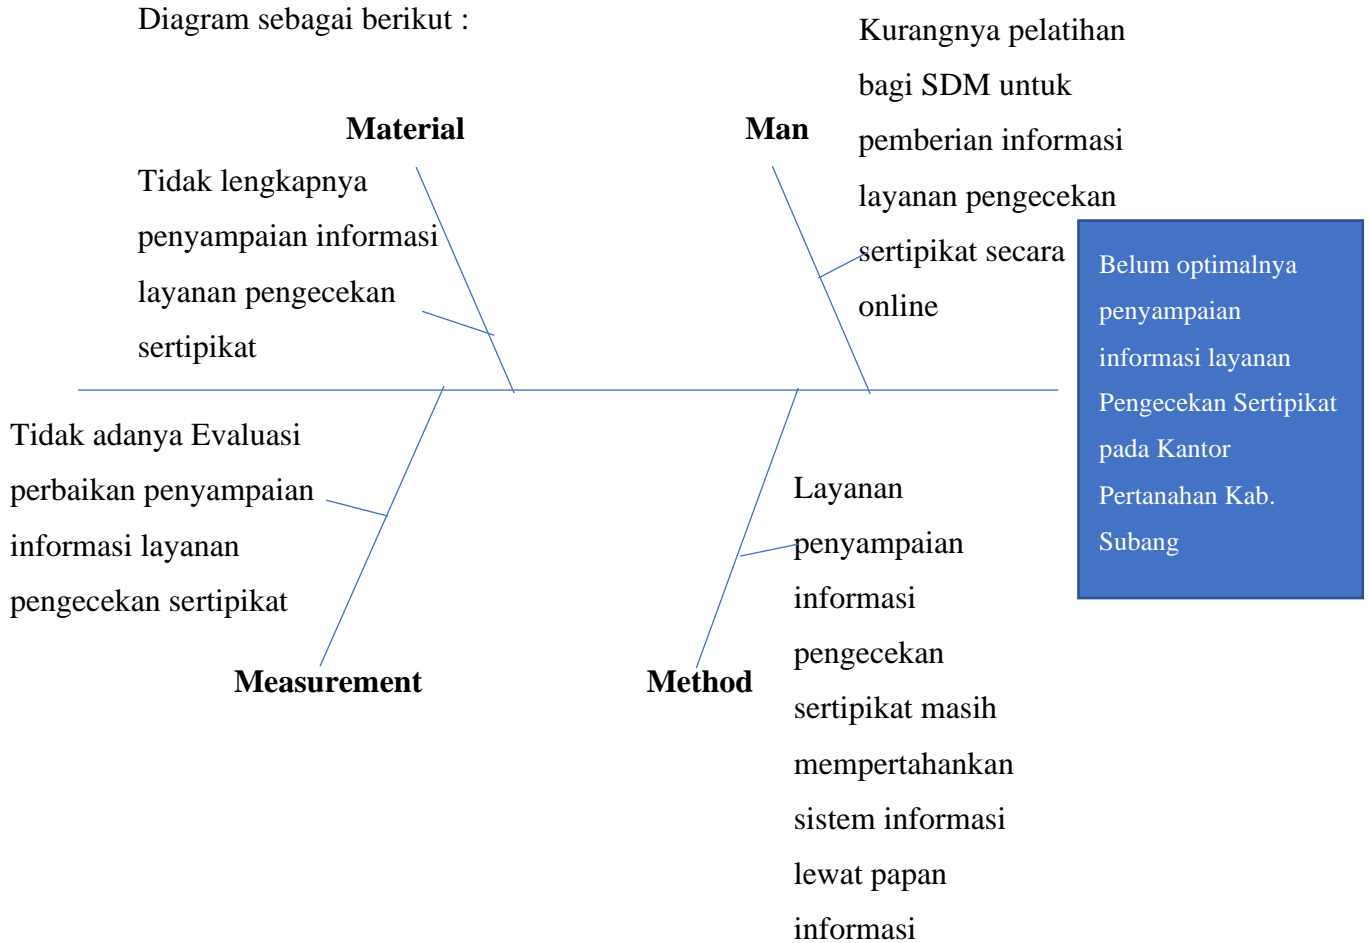 Diagram sebagai berikut :
Material
Tidak lengkapnya
penyampaian informasi
layanan pengecekan
sertipikat
Man
Kurangnya pelatihan
bagi SDM untuk
pemberian informasi
layanan pengecekan
sertipikat secara
online
Belum optimalnya
penyampaian
informasi layanan
Pengecekan Sertipikat
pada Kantor
Pertanahan Kab.
Subang
Tidak adanya Evaluasi
perbaikan penyampaian
informasi layanan
pengecekan sertipikat
Measurement
Method
Layanan
penyampaian
informasi
pengecekan
sertipikat masih
mempertahankan
sistem informasi
lewat papan
informasi